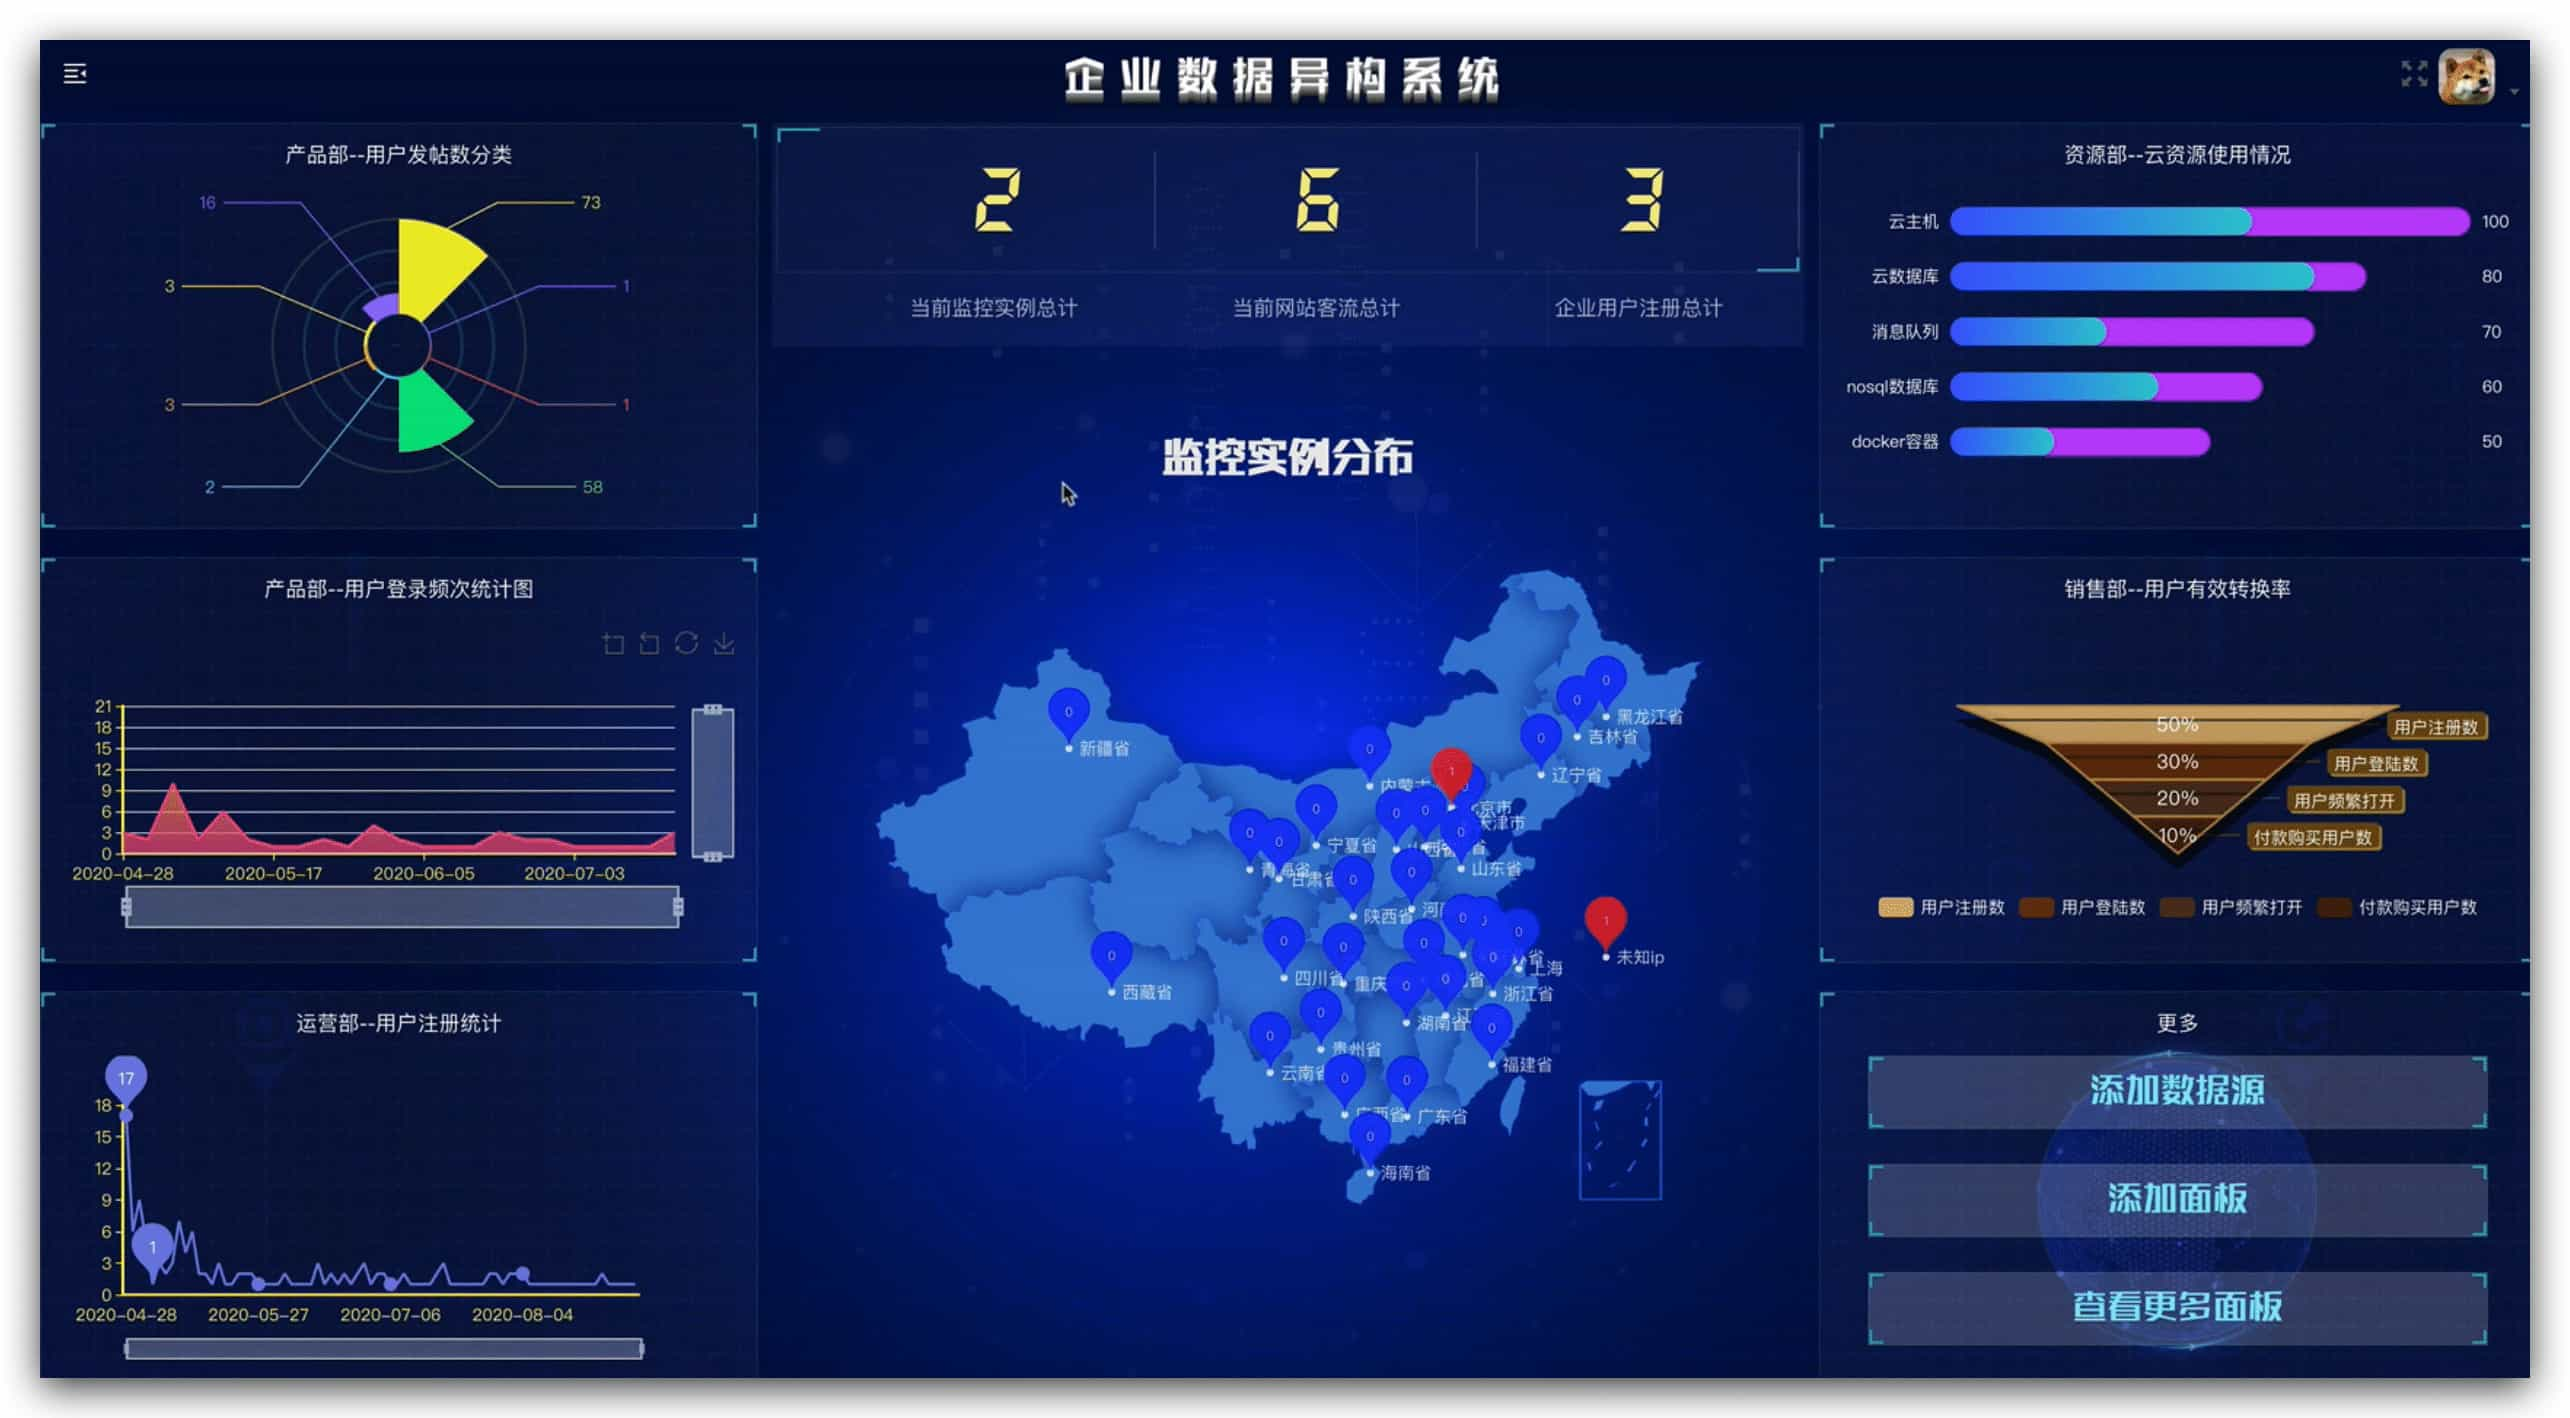 企业数据异构系统
产品部--用户发帖数分类
16
73
3
1
3
1
2
58
产品部--用户登录频次统计图
21
18
15
12
9
6
3
0
2020-04-28
2020-05-17
2020-06-05
2020-07-03
运营部--用户注册统计
17
1
18
15
12
9
6
3
0
2020-04-28
2020-05-27
2020-07-06
2020-08-04
2
6
3
当前监控实例总计
当前网站客流总计
企业用户注册总计
监控实例分布
0
黑龙江省
0
吉林省
0
辽宁省
0
新疆省
0
1
0
京市
天津市
0
宁夏省
0
0
0
山东省
0
青海省
0
甘肃省
0
陕西省
0
0
0
1
未知ip
0
四川省
0
重庆
0
上海
0
浙江省
0
西藏省
0
湖南省
0
0
贵州省
0
云南省
0
福建省
0
0
广东省
0
海南省
资源部--云资源使用情况
云主机
100
云数据库
80
消息队列
70
nosql数据库
60
docker容器
50
销售部--用户有效转换率
50%
用户注册数
30%
用户登陆数
20%
用户频繁打开
10%
付款购买用户数
用户注册数
用户登陆数
用户频繁打开
付款购买用户数
更多
添加数据源
添加面板
查看更多面板